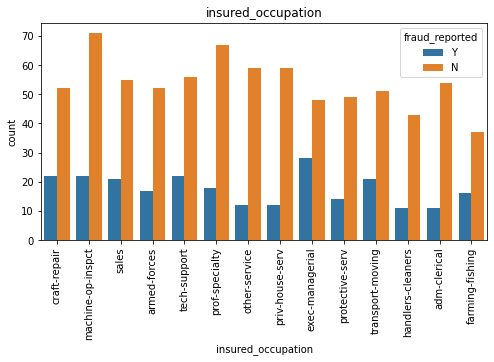 insured_occupation
fraud_reported
Y
N
70
60
50
40
30
20
10
0
count
craft-repair
machine-op-inspct
sales
armed-forces
tech-support
prof-specialty
other-service
priv-house-serv
exec-managerial
protective-serv
transport-moving
handlers-cleaners
adm-clerical
farming-fishing
insured_occupation